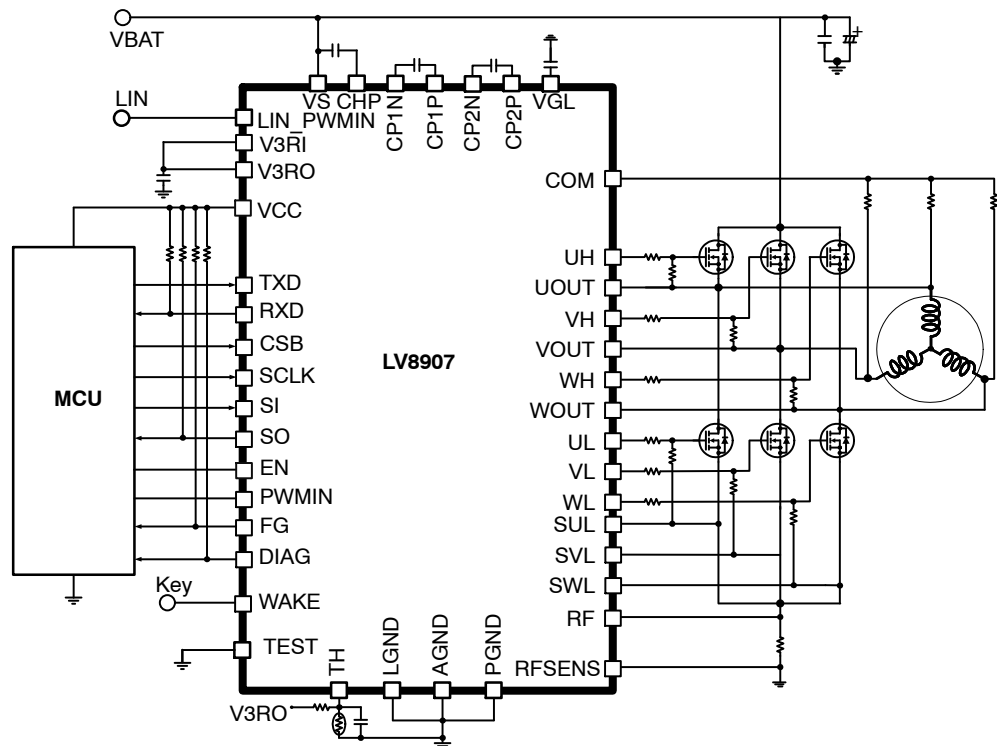 VBAT
+
LIN
VS CHP
CP1N
CP1P
CP2N
CP2P
VGL
LIN_PWMIN
V3RI
V3RO
VCC
TXD
RXD
CSB
SCLK
SI
SO
EN
PWMIN
FG
DIAG
WAKE
TEST
MCU
Key
LV8907
COM
UH
UOUT
VH
VOUT
WH
WOUT
UL
VL
WL
SUL
SVL
SWL
RF
RFSENS
TH
LGND
AGND
PGND
V3RO